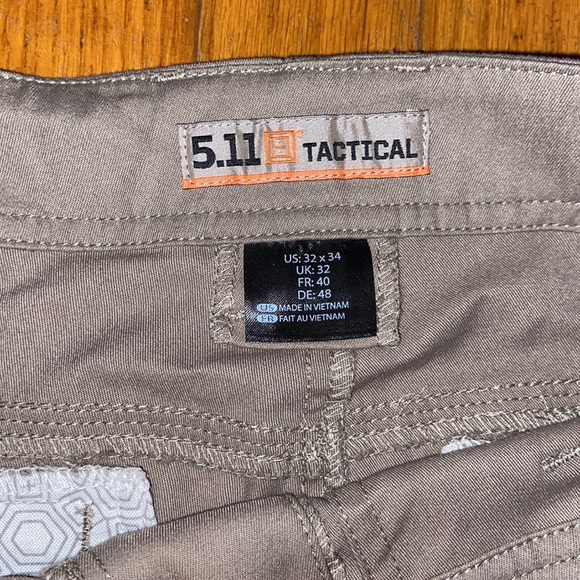 5.11 ® TACTICAL
US: 32 x 34
UK: 32
FR: 40
DE: 48
US MADE IN VIETNAM
FR FAIT AU VIETNAM